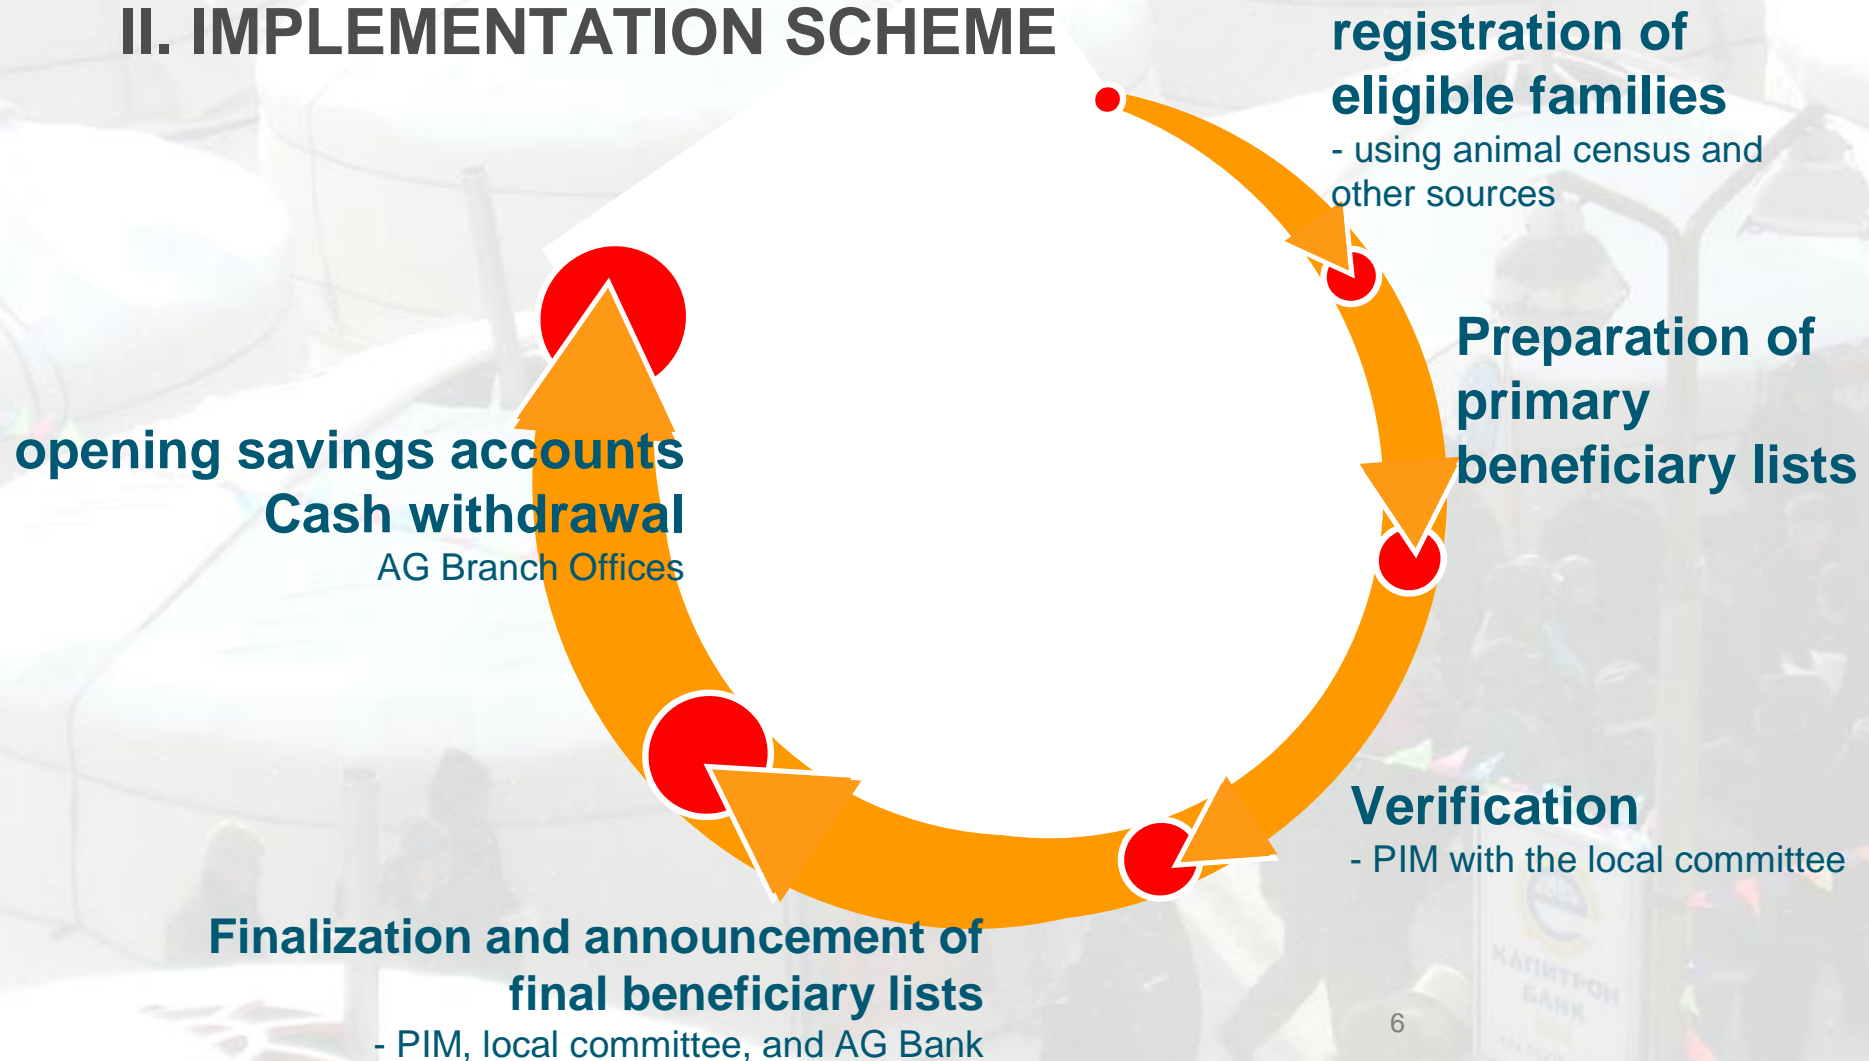 II. IMPLEMENTATION SCHEME
registration of
eligible families
- using animal census and
other sources
Preparation of
primary
beneficiary lists
Verification
- PIM with the local committee
Finalization and announcement of
final beneficiary lists
- PIM, local committee, and AG Bank
opening savings accounts
Cash withdrawal
AG Branch Offices
КАПИТРОН
БАНК
6